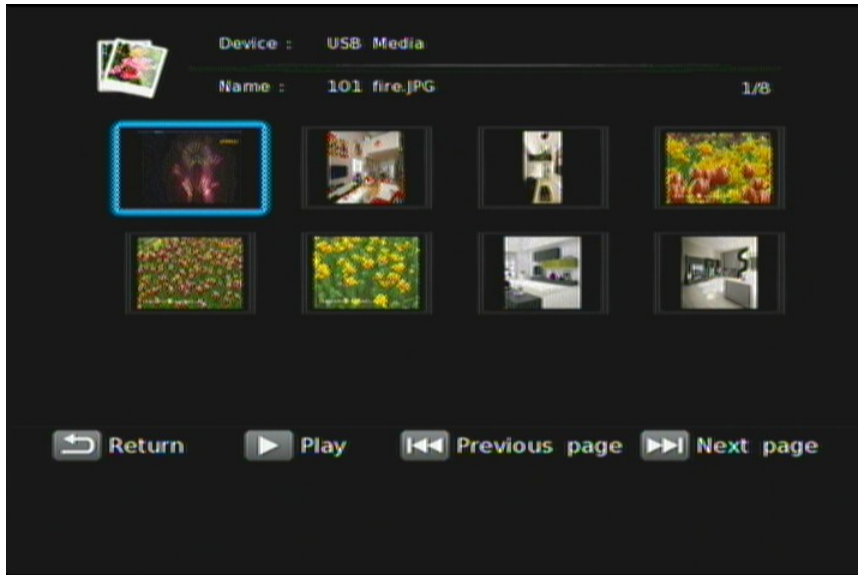 Device : USB Media
Name : 101 fire.JPG
1/8
Return
Play
Previous page
Next page